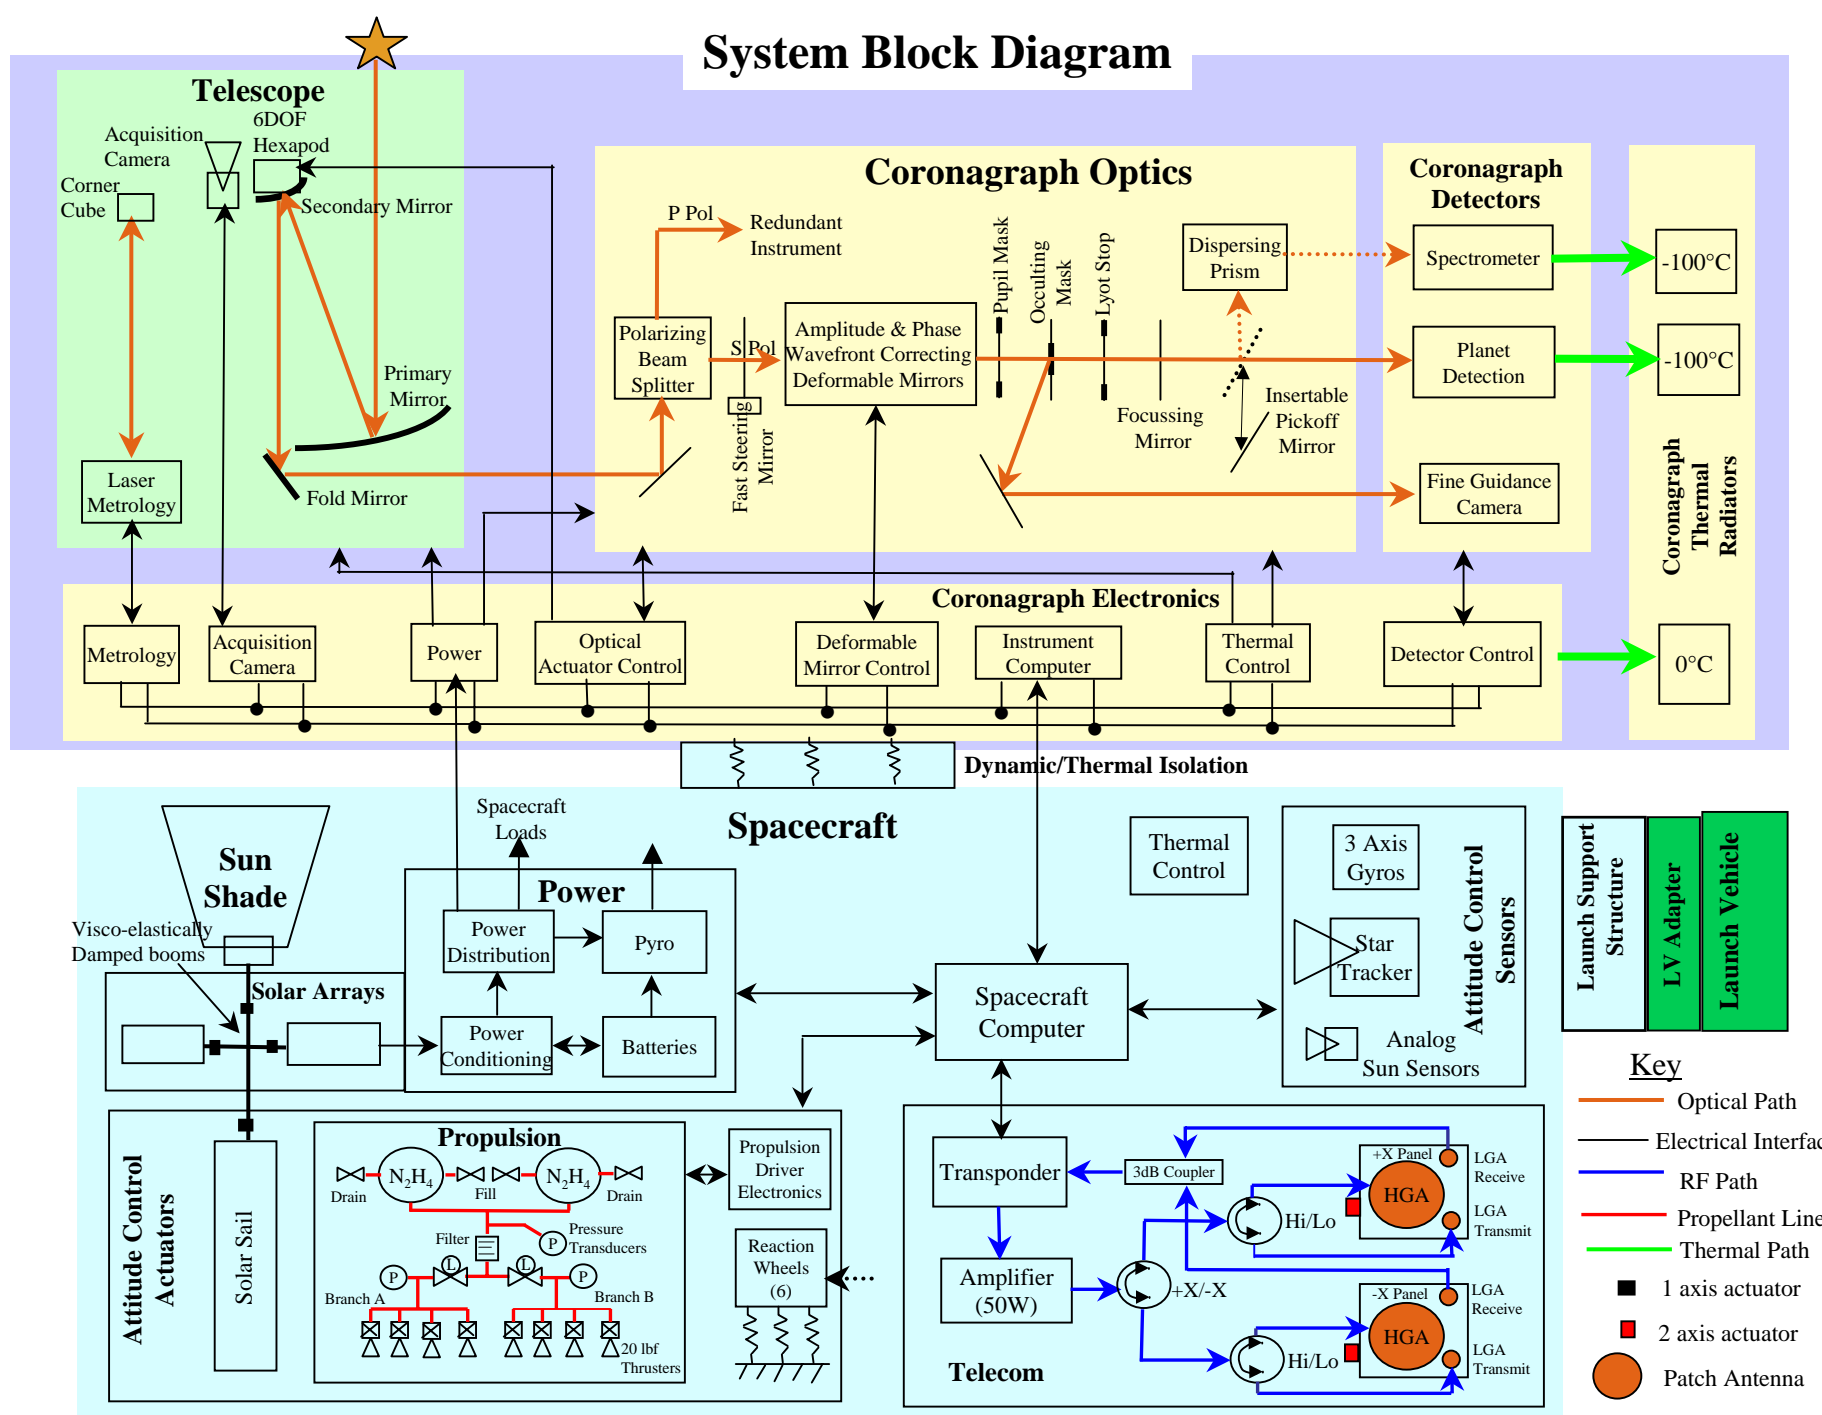 System Block Diagram
Telescope
6DOF
Hexapod
Acquisition
Camera
Corner
Cube
Secondary Mirror
Primary
Mirror
Laser
Metrology
Fold Mirror
Coronagraph Optics
P Pol
Redundant
Instrument
Polarizing
Beam
Splitter
S Pol
Fast Steering
Mirror
Amplitude & Phase
Wavefront Correcting
Deformable Mirrors
Pupil Mask
Occulting
Mask
Lyot Stop
Dispersing
Prism
Focussing
Mirror
Insertable
Pickoff
Mirror
Coronagraph
Detectors
Spectrometer
Planet
Detection
Fine Guidance
Camera
-100°C
-100°C
Coronagraph
Thermal
Radiators
0°C
Coronagraph Electronics
Metrology
Acquisition
Camera
Power
Optical
Actuator Control
Deformable
Mirror Control
Instrument
Computer
Thermal
Control
Detector Control
Dynamic/Thermal Isolation
Spacecraft
Sun
Shade
Visco-elastically
Damped booms
Solar Arrays
Spacecraft
Loads
Power
Power
Distribution
Pyro
Power
Conditioning
Batteries
Spacecraft
Computer
Thermal
Control
3 Axis
Gyros
Star
Tracker
Analog
Sun Sensors
Attitude Control
Sensors
Launch Support
Structure
LV Adapter
Launch Vehicle
Attitude Control
Actuators
Solar Sail
Propulsion
N2H4
N2H4
Drain
Fill
Drain
Filter
P
Pressure
Transducers
P
L
L
P
Branch A
Branch B
20 lbf
Thrusters
Propulsion
Driver
Electronics
Reaction
Wheels
(6)
Telecom
Transponder
3dB Coupler
Amplifier
(50W)
+X/-X
Hi/Lo
Hi/Lo
+X Panel
HGA
LGA
Receive
LGA
Transmit
-X Panel
HGA
LGA
Receive
LGA
Transmit
Key
Optical Path
Electrical Interfac
RF Path
Propellant Line
Thermal Path
1 axis actuator
2 axis actuator
Patch Antenna